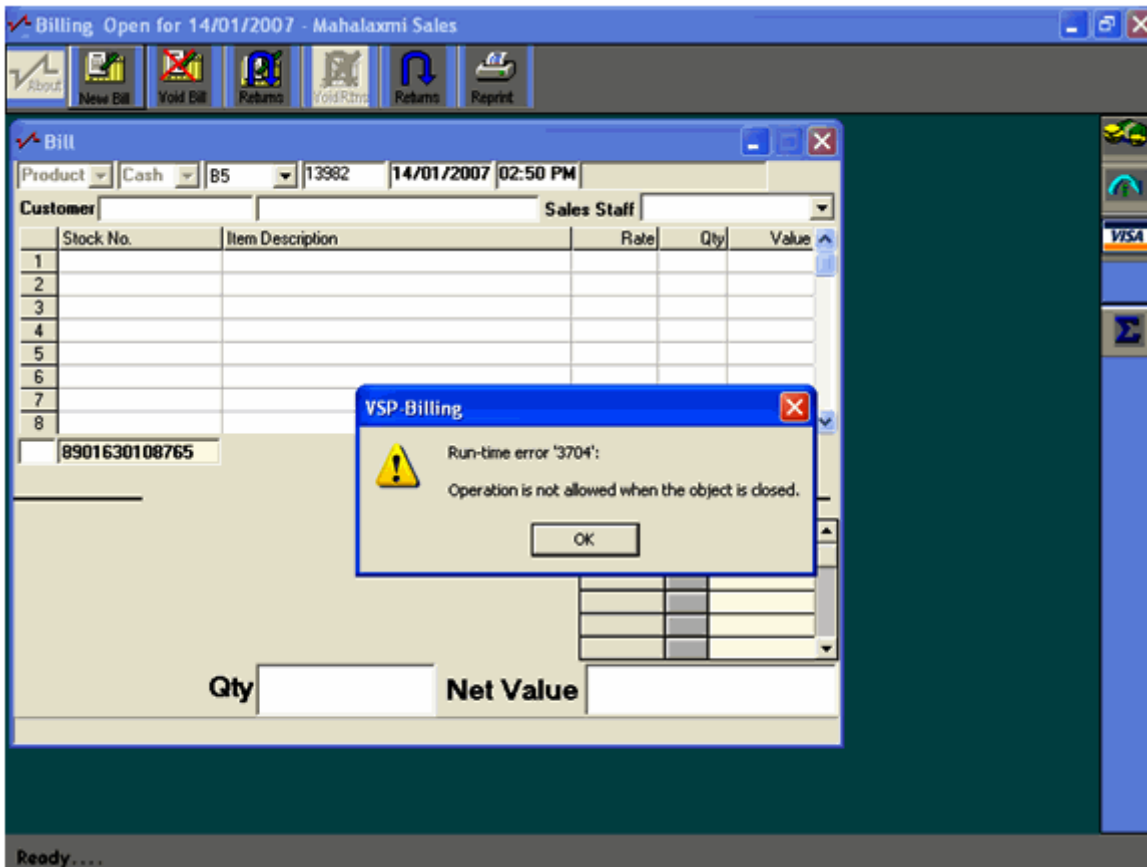 Billing Open for 14/01/2007 - Mahalaxmi Sales
About New Bill Void Bill Returns VoidRtns Returns Reprint
Bill
Product Cash B5 13982 14/01/2007 02:50 PM
Customer Sales Staff
Stock No. Item Description Rate Qty Value
VISA
1
2
3
4
5
6
7
8
8901630108765
VSP-Billing
Run-time error '3704':
Operation is not allowed when the object is closed.
OK
Σ
Qty Net Value
Ready....